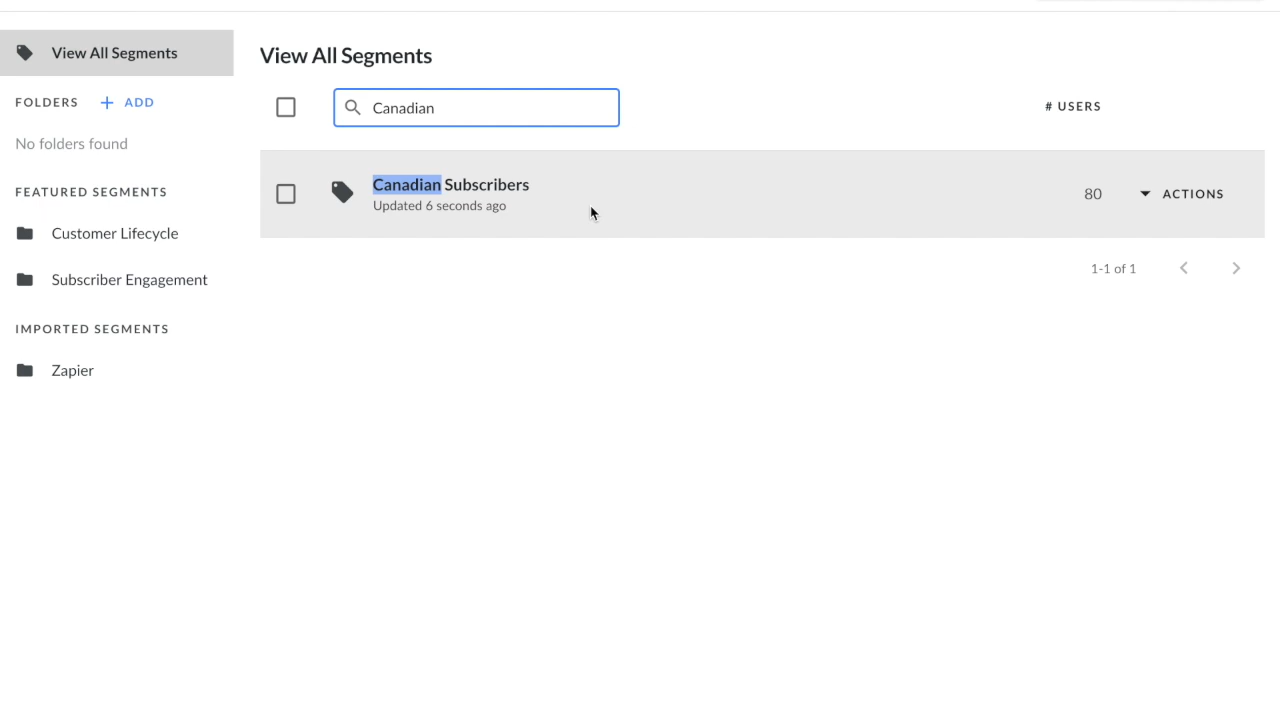 View All Segments
FOLDERS + ADD
No folders found
FEATURED SEGMENTS
Customer Lifecycle
Subscriber Engagement
IMPORTED SEGMENTS
Zapier
View All Segments
Canadian
# USERS
Canadian Subscribers
Updated 6 seconds ago
80
ACTIONS
1-1 of 1